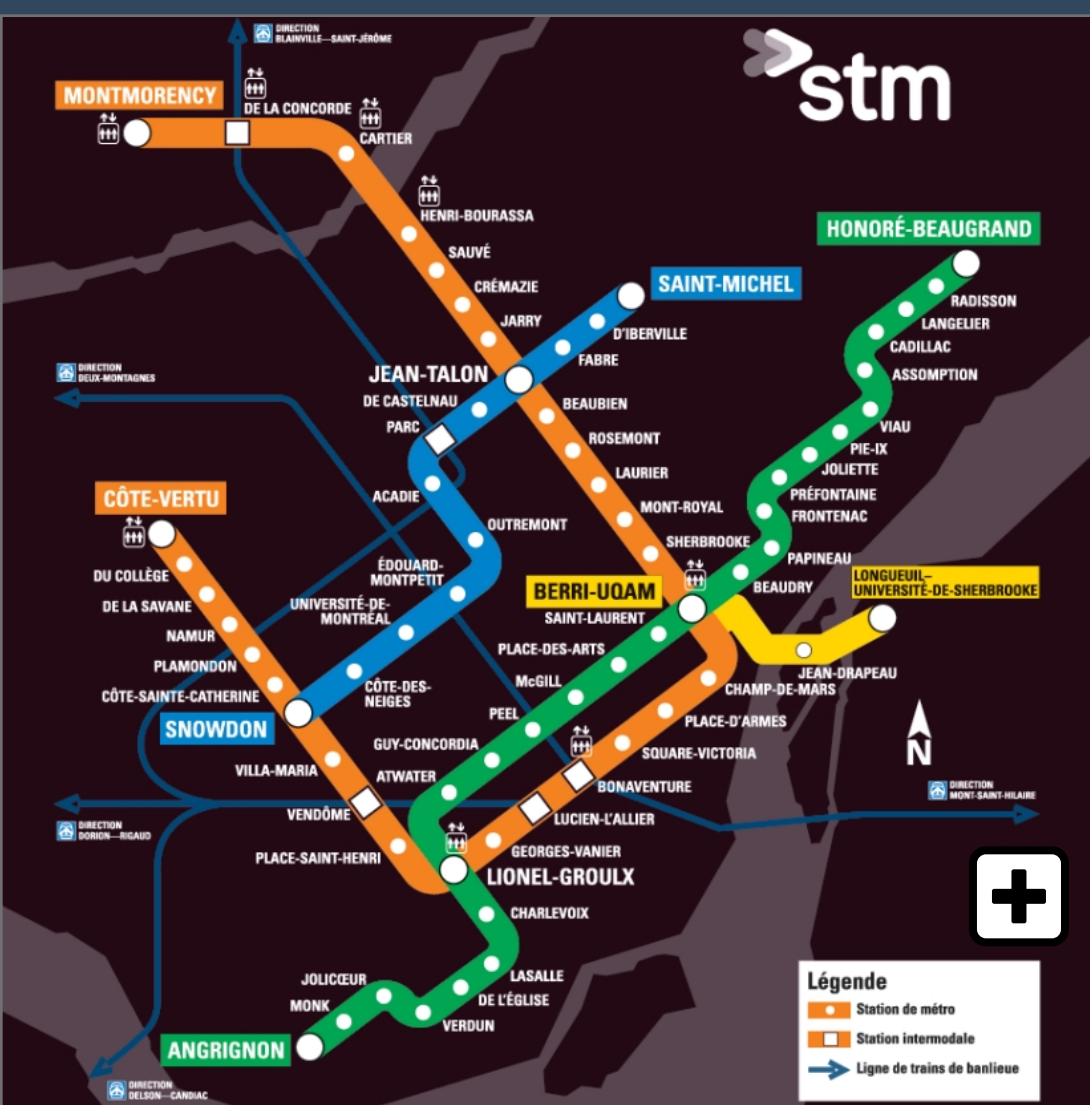 DIRECTION
BLAINVILLE—SAINT-JÉRÔME
stm
MONTMORENCY
DE LA CONCORDE
CARTIER
HENRI-BOURASSA
HONORÉ-BEAUGRAND
SAUVÉ
CRÉMAZIE
SAINT-MICHEL
RADISSON
JARRY
LANGELIER
D'IBERVILLE
CADILLAC
FABRE
DIRECTION
DEUX-MONTAGNES
JEAN-TALON
ASSOMPTION
DE CASTELNAU
BEAUBIEN
PARC
VIAU
ROSEMONT
PIE-IX
JOLIETTE
LAURIER
ACADIE
PRÉFONTAINE
CÔTE-VERTU
MONT-ROYAL
FRONTENAC
OUTREMONT
SHERBROOKE
PAPINEAU
ÉDOUARD-
MONTPETIT
DU COLLÈGE
BEAUDRY
LONGUEUIL–
UNIVERSITÉ-DE-SHERBROOKE
BERRI-UQAM
DE LA SAVANE
UNIVERSITÉ-DE-
MONTRÉAL
SAINT-LAURENT
NAMUR
PLACE-DES-ARTS
PLAMONDON
JEAN-DRAPEAU
McGILL
CHAMP-DE-MARS
CÔTE-SAINTE-CATHERINE
CÔTE-DES-
NEIGES
PEEL
PLACE-D'ARMES
SNOWDON
GUY-CONCORDIA
SQUARE-VICTORIA
N
VILLA-MARIA
ATWATER
BONAVENTURE
DIRECTION
MONT-SAINT-HILAIRE
VENDÔME
LUCIEN-L'ALLIER
DIRECTION
DORION—RIGAUD
PLACE-SAINT-HENRI
GEORGES-VANIER
LIONEL-GROULX
CHARLEVOIX
LASALLE
JOLICŒUR
DE L'ÉGLISE
MONK
VERDUN
ANGRIGNON
DIRECTION
DELSON—CANDIAC
Légende
Station de métro
Station intermodale
Ligne de trains de banlieue